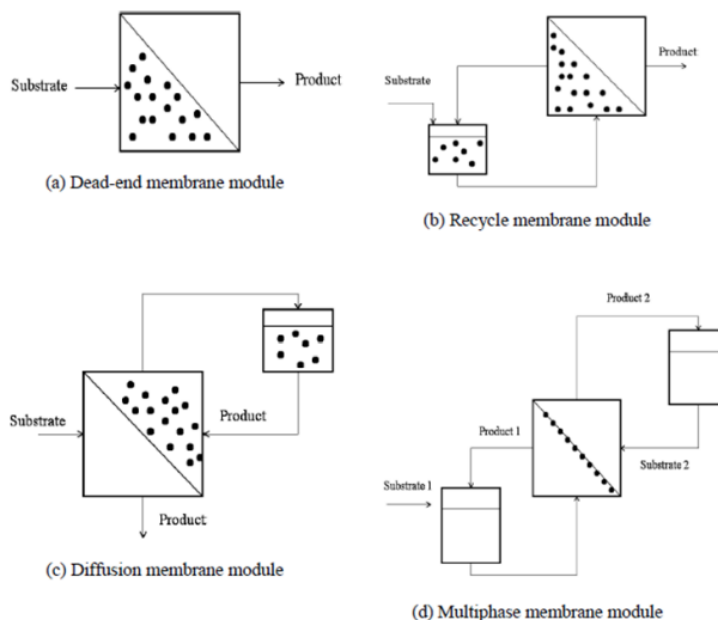 Substrate
Product
(a) Dead-end membrane module
Substrate
Product
(b) Recycle membrane module
Substrate
Product
Product
(c) Diffusion membrane module
Product 2
Product 1
Substrate 2
Substrate 1
(d) Multiphase membrane module